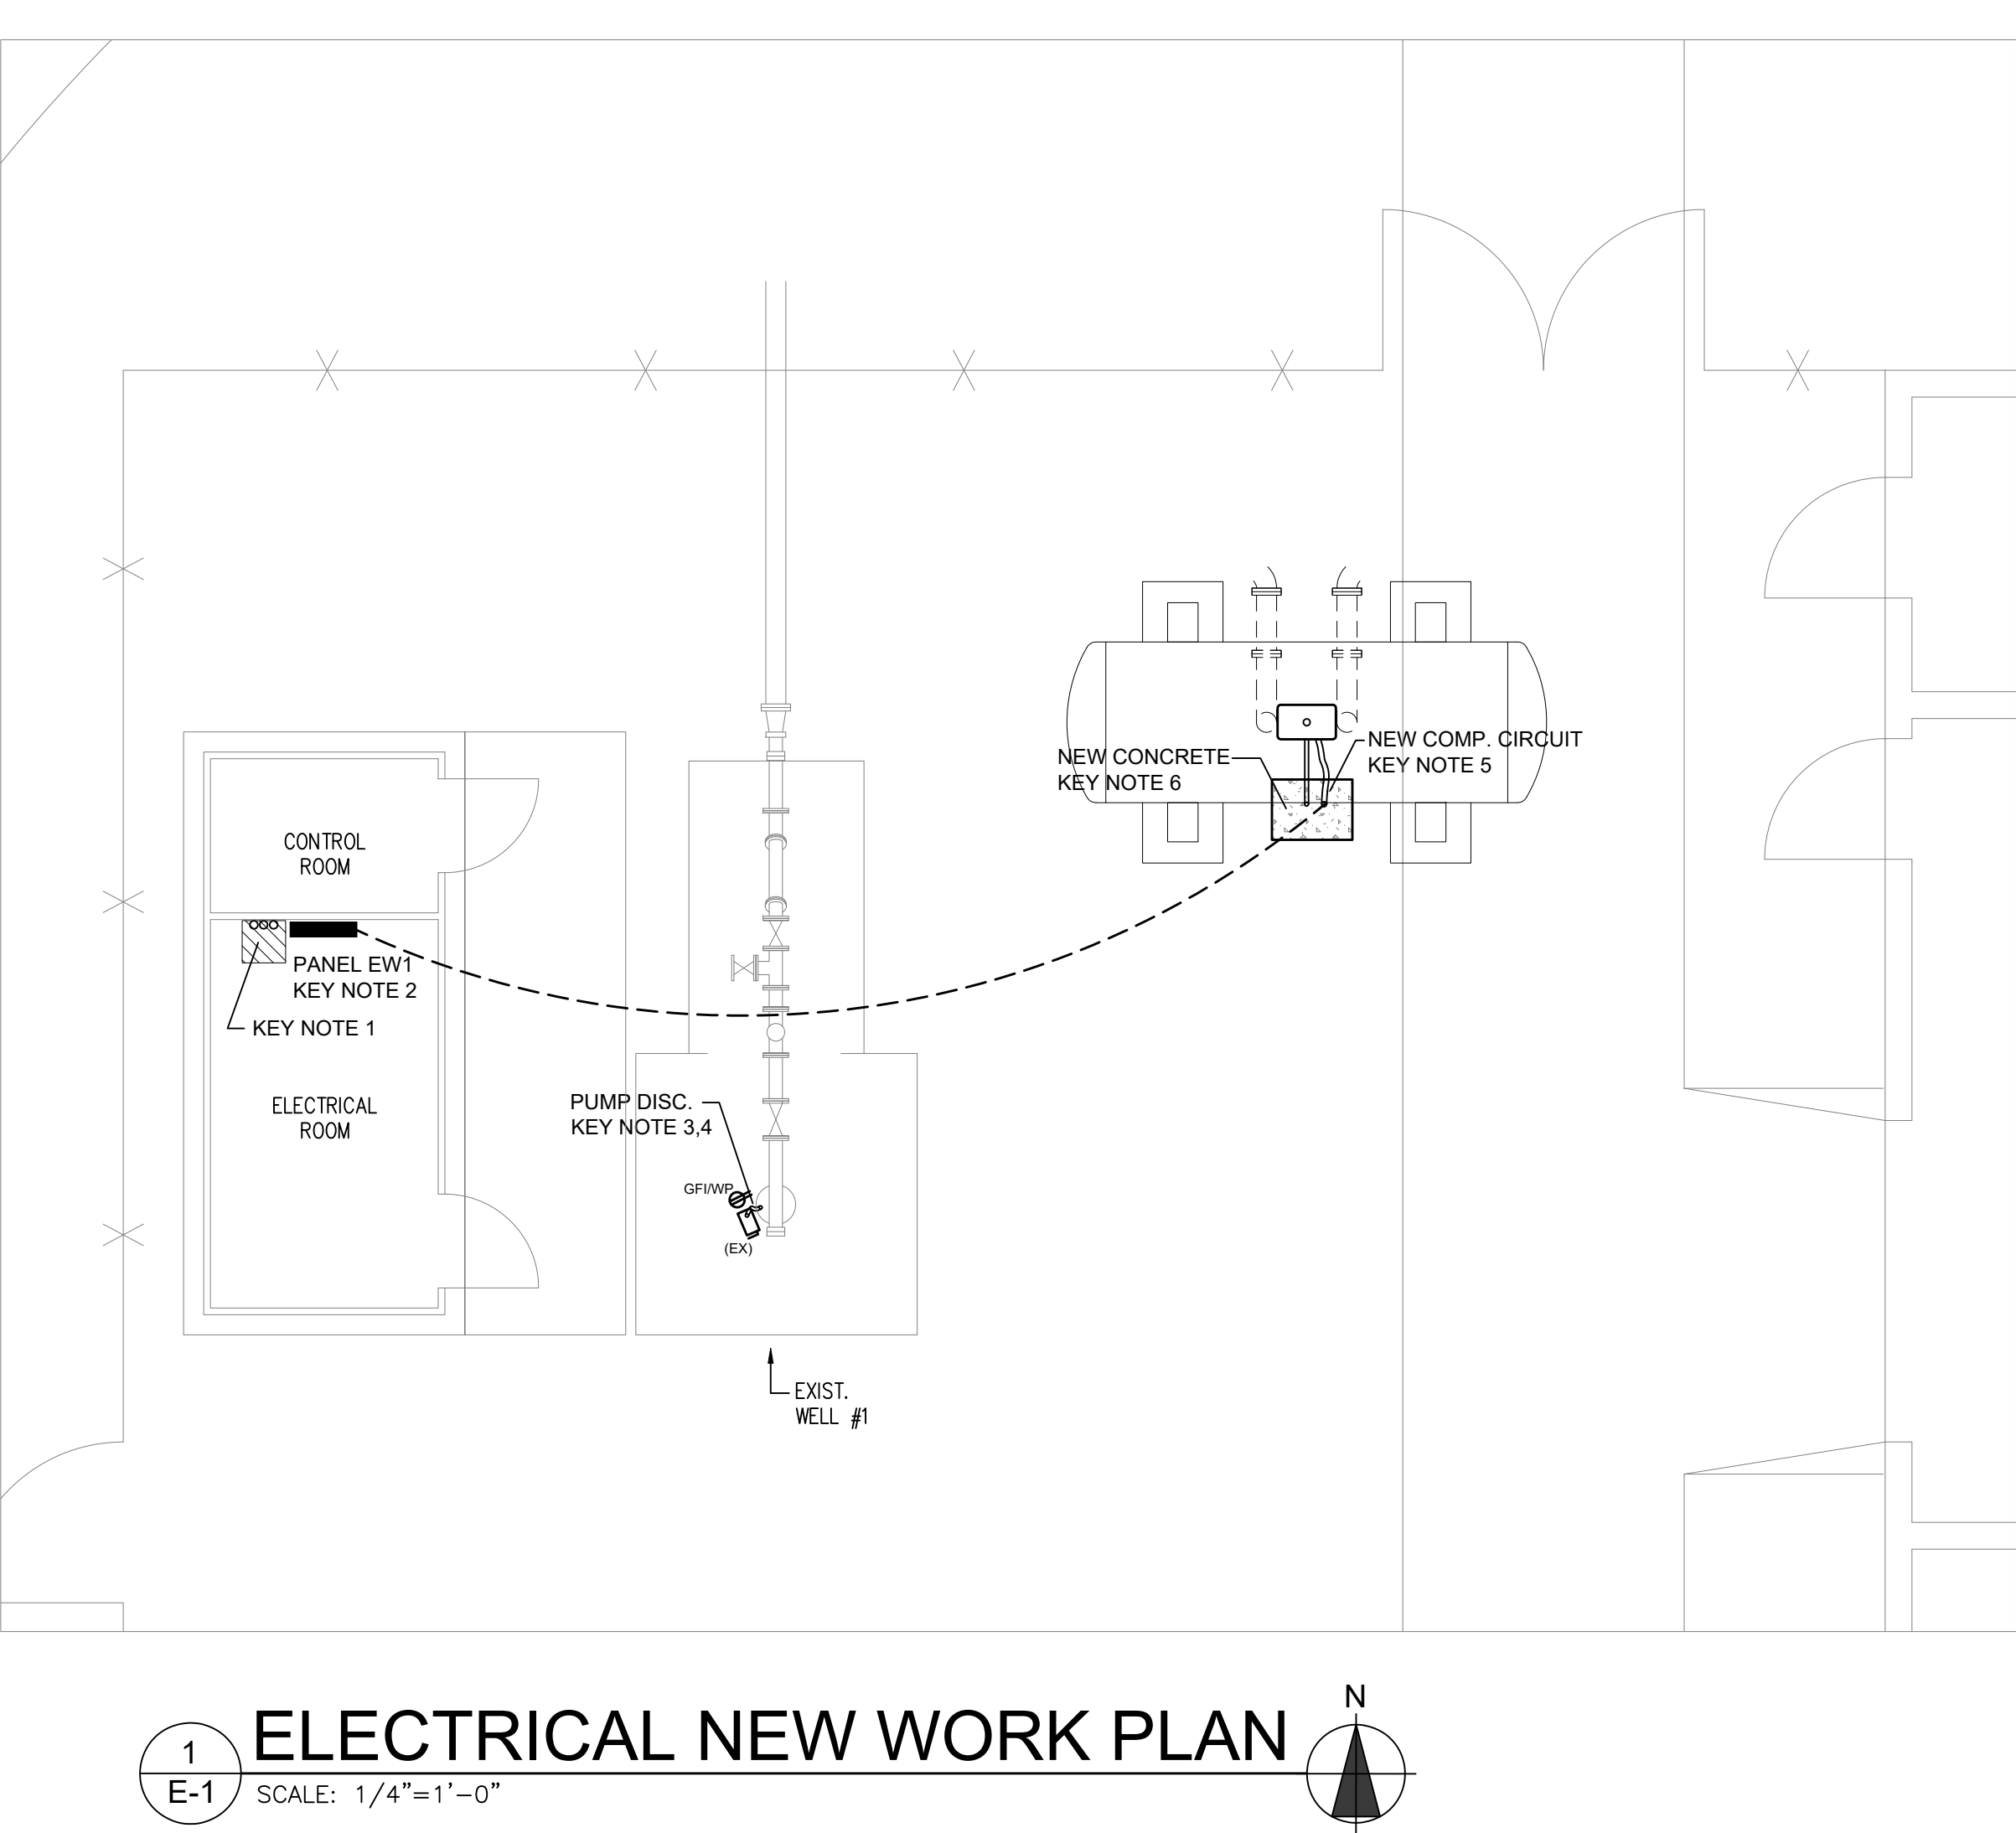 NEW COMP. CIRCUIT
KEY NOTE 5
NEW CONCRETE
KEY NOTE 6
CONTROL
ROOM
PANEL EW1
KEY NOTE 2
KEY NOTE 1
ELECTRICAL
ROOM
PUMP DISC.
KEY NOTE 3,4
GFI/WP
(EX)
EXIST.
WELL #1
N
1
E-1
ELECTRICAL NEW WORK PLAN
SCALE: 1/4"=1'-0"